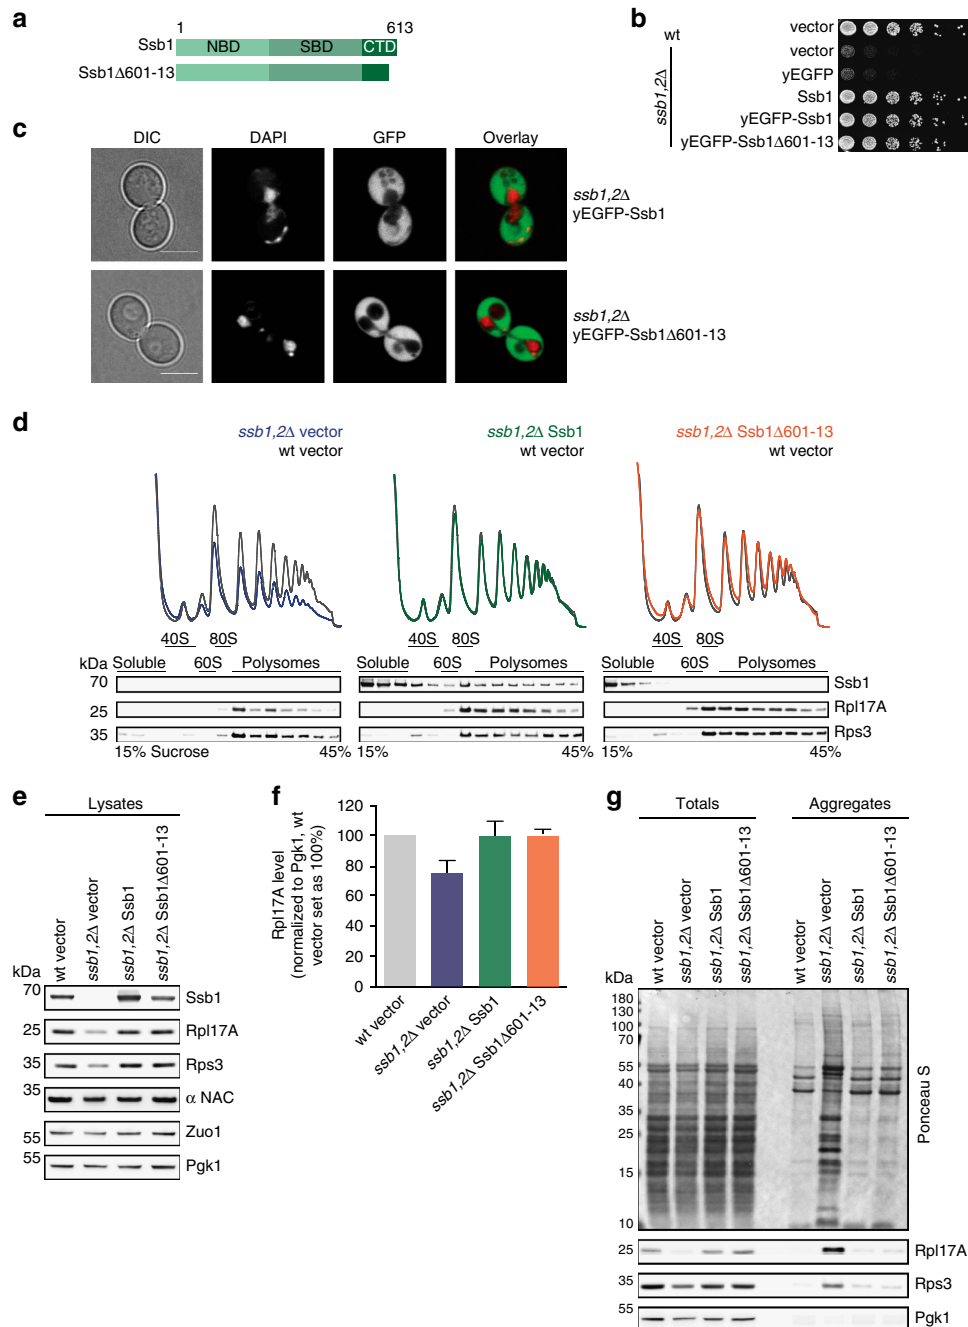 a
1 613
Ssb1 NBD SBD CTD
Ssb1Δ601-13
b
wt vector
ssb1,2Δ
vector
yEGFP
Ssb1
yEGFP-Ssb1
yEGFP-Ssb1Δ601-13
c
DIC DAPI GFP Overlay
ssb1,2Δ
yEGFP-Ssb1
ssb1,2Δ
yEGFP-Ssb1Δ601-13
d
ssb1,2Δ vector
wt vector
ssb1,2Δ Ssb1
wt vector
ssb1,2Δ Ssb1Δ601-13
wt vector
40S 80S 40S 80S 40S 80S
kDa Soluble 60S Polysomes Soluble 60S Polysomes Soluble 60S Polysomes
70 Ssb1
25 Rpl17A
35 Rps3
15% Sucrose 45% 15% 45% 15% 45%
e
Lysates
wt vector
ssb1,2Δ vector
ssb1,2Δ Ssb1
ssb1,2Δ Ssb1Δ601-13
kDa
70 Ssb1
25 Rpl17A
35 Rps3
35 α NAC
55 Zuo1
55 Pgk1
f
Rpl17A level
(normalized to Pgk1, wt
vector set as 100%)
120
100
80
60
40
20
0
wt vector
ssb1,2Δ vector
ssb1,2Δ Ssb1
ssb1,2Δ Ssb1Δ601-13
g
Totals Aggregates
wt vector
ssb1,2Δ vector
ssb1,2Δ Ssb1
ssb1,2Δ Ssb1Δ601-13
wt vector
ssb1,2Δ vector
ssb1,2Δ Ssb1
ssb1,2Δ Ssb1Δ601-13
kDa
180
130
100
70
55
40
35
25
15
10
Ponceau S
25 Rpl17A
35 Rps3
55 Pgk1